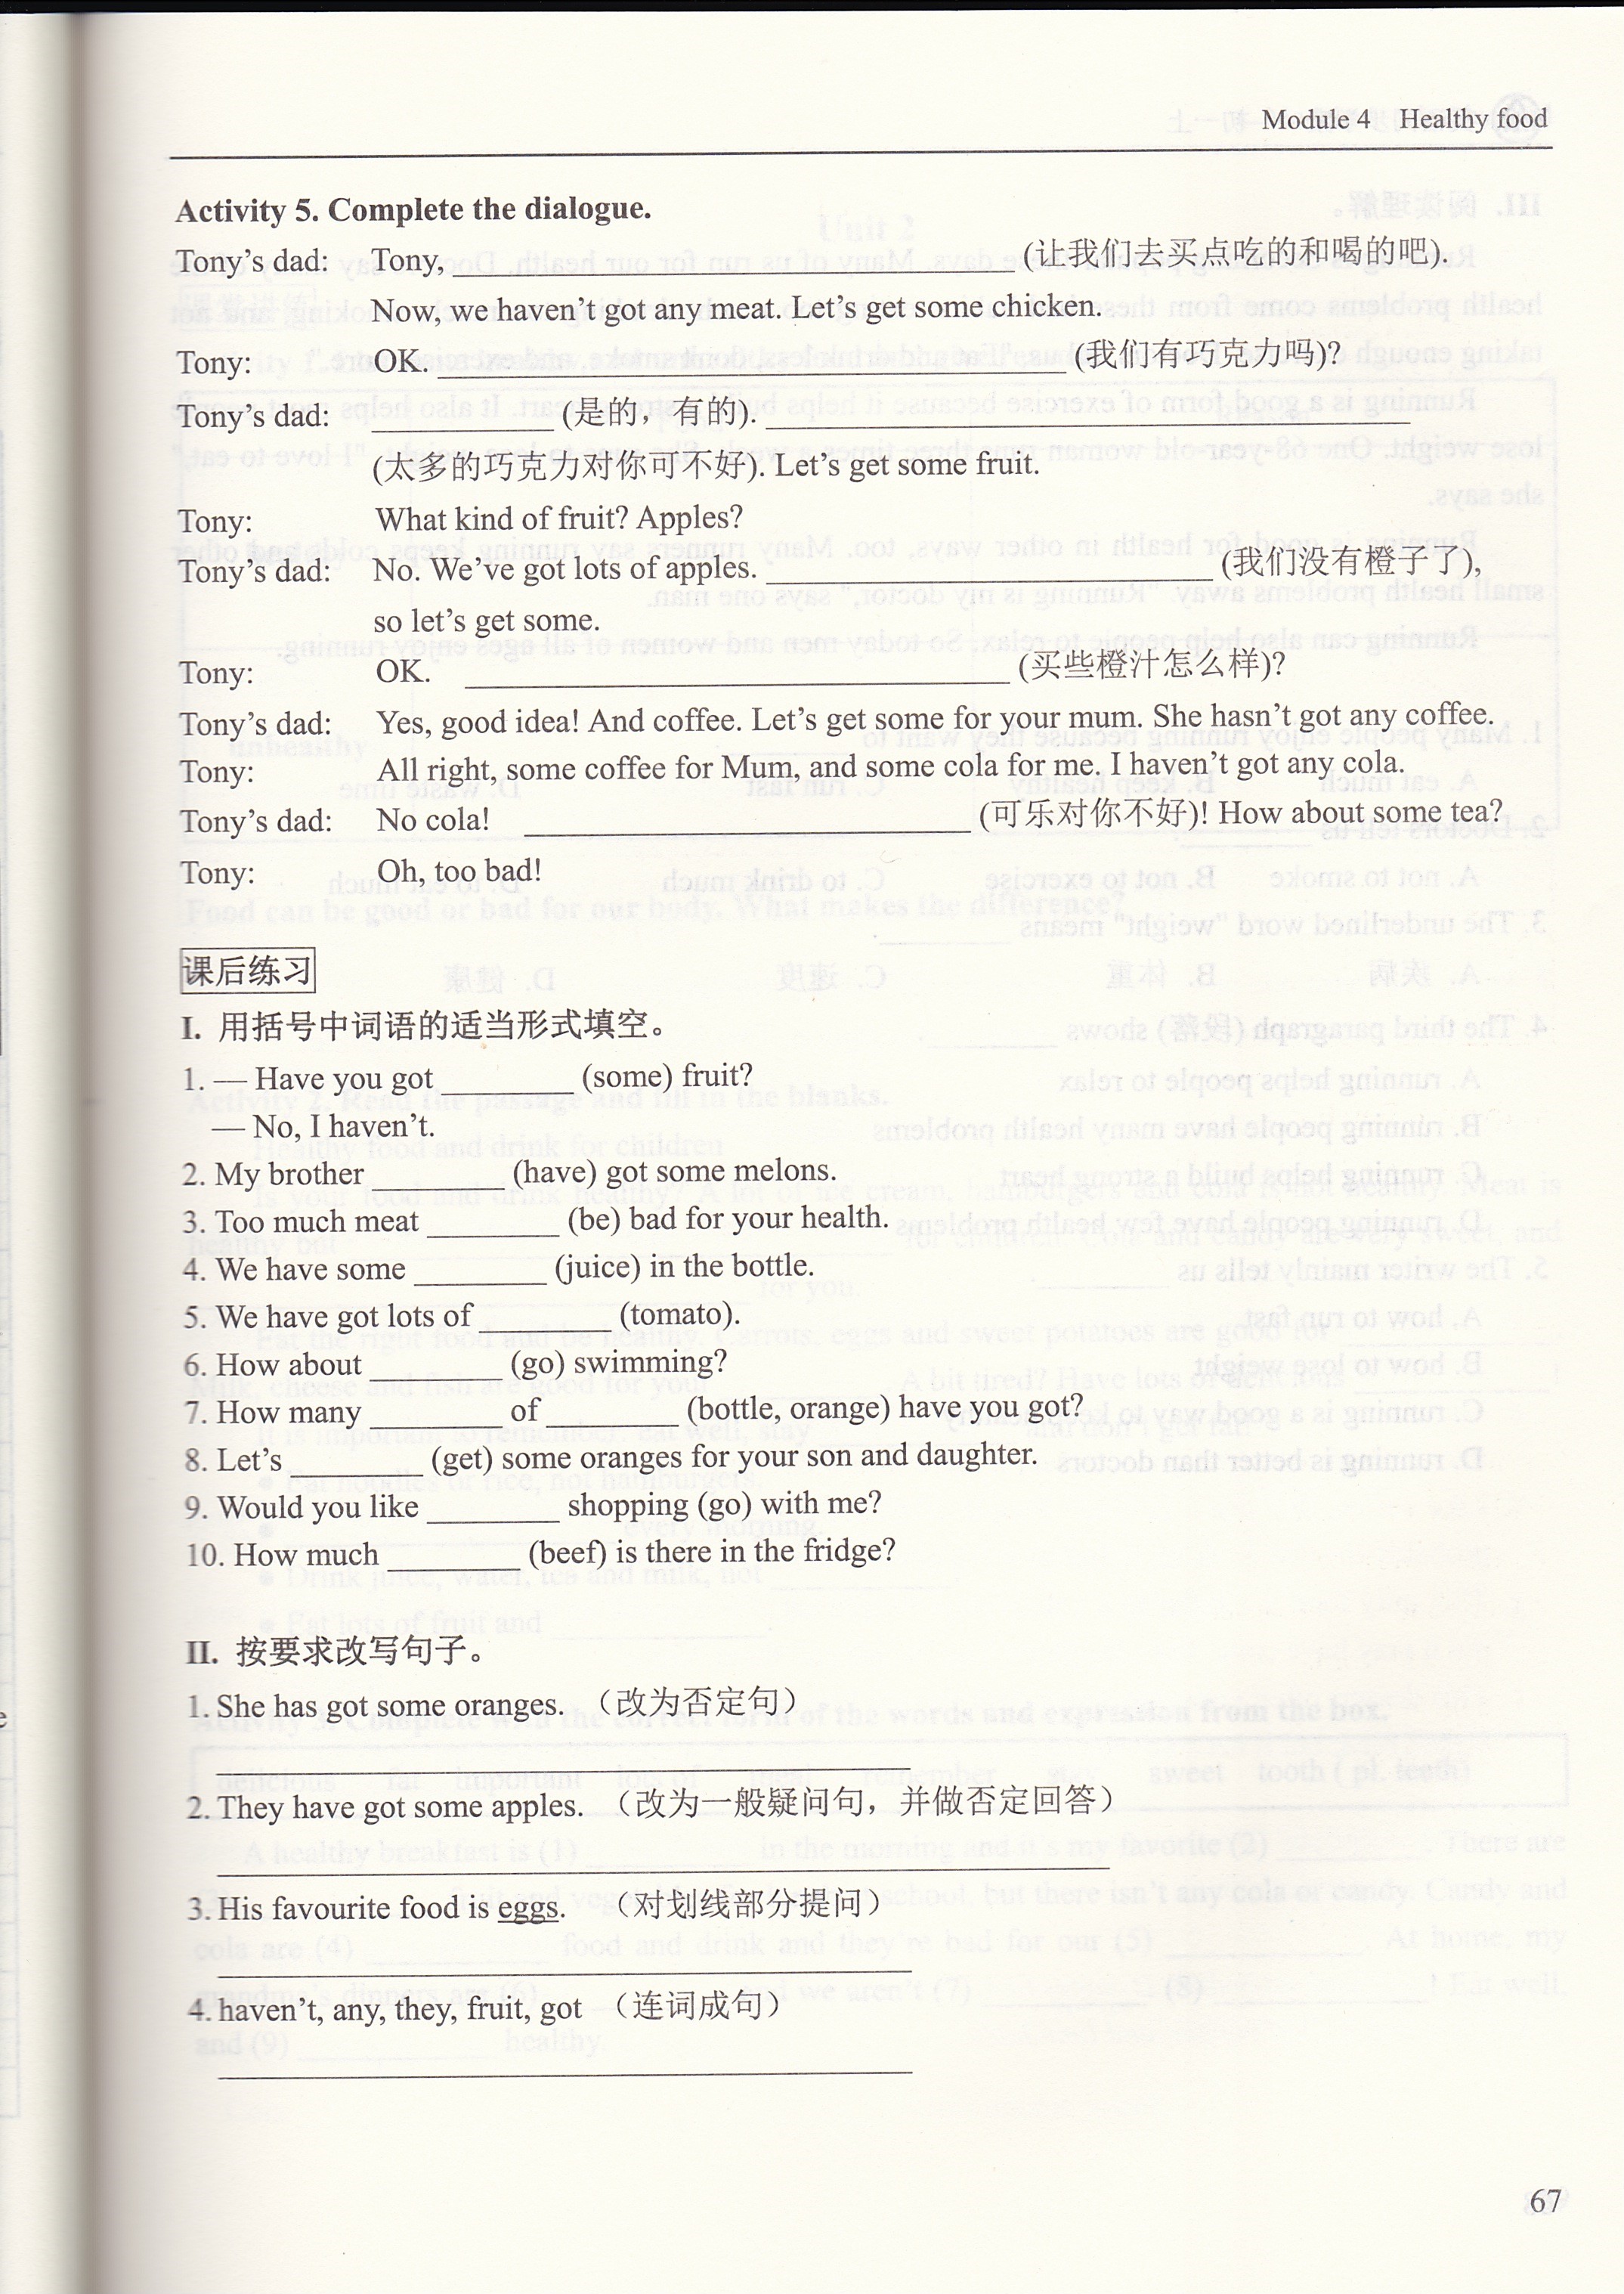 Module 4 Healthy food
Activity 5. Complete the dialogue.
Tony's dad: Tony, ____________________ (让我们去买点吃的和喝的吧).
Now, we haven't got any meat. Let's get some chicken.
Tony: OK. ____________________ (我们有巧克力吗)?
Tony's dad: __________ (是的，有的). ____________________
(太多的巧克力对你可不好). Let's get some fruit.
Tony: What kind of fruit? Apples?
Tony's dad: No. We've got lots of apples. ____________________ (我们没有橙子了),
so let's get some.
Tony: OK. ____________________ (买些橙汁怎么样)?
Tony's dad: Yes, good idea! And coffee. Let's get some for your mum. She hasn't got any coffee.
Tony: All right, some coffee for Mum, and some cola for me. I haven't got any cola.
Tony's dad: No cola! ____________________ (可乐对你不好)! How about some tea?
Tony: Oh, too bad!
课后练习
I. 用括号中词语的适当形式填空。
1. — Have you got ________ (some) fruit?
— No, I haven't.
2. My brother ________ (have) got some melons.
3. Too much meat ________ (be) bad for your health.
4. We have some ________ (juice) in the bottle.
5. We have got lots of ________ (tomato).
6. How about ________ (go) swimming?
7. How many ________ of ________ (bottle, orange) have you got?
8. Let's ________ (get) some oranges for your son and daughter.
9. Would you like ________ shopping (go) with me?
10. How much ________ (beef) is there in the fridge?
II. 按要求改写句子。
1. She has got some oranges. （改为否定句）
2. They have got some apples. （改为一般疑问句，并做否定回答）
3. His favourite food is eggs. （对划线部分提问）
4. haven't, any, they, fruit, got （连词成句）
67